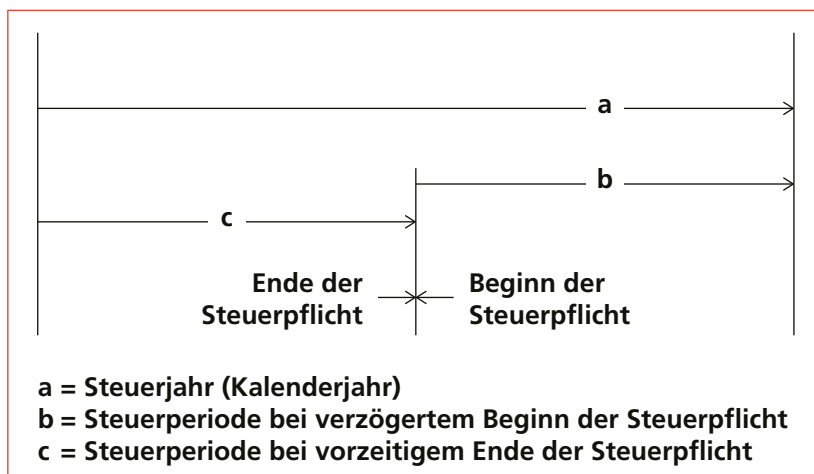 a
b
c
Ende der
Steuerpflicht
Beginn der
Steuerpflicht
a = Steuerjahr (Kalenderjahr)
b = Steuerperiode bei verzögertem Beginn der Steuerpflicht
c = Steuerperiode bei vorzeitigem Ende der Steuerpflicht